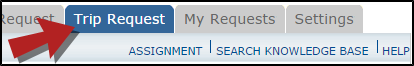 Request Trip Request My Requests Settings
ASSIGNMENT | SEARCH KNOWLEDGE BASE | HELP